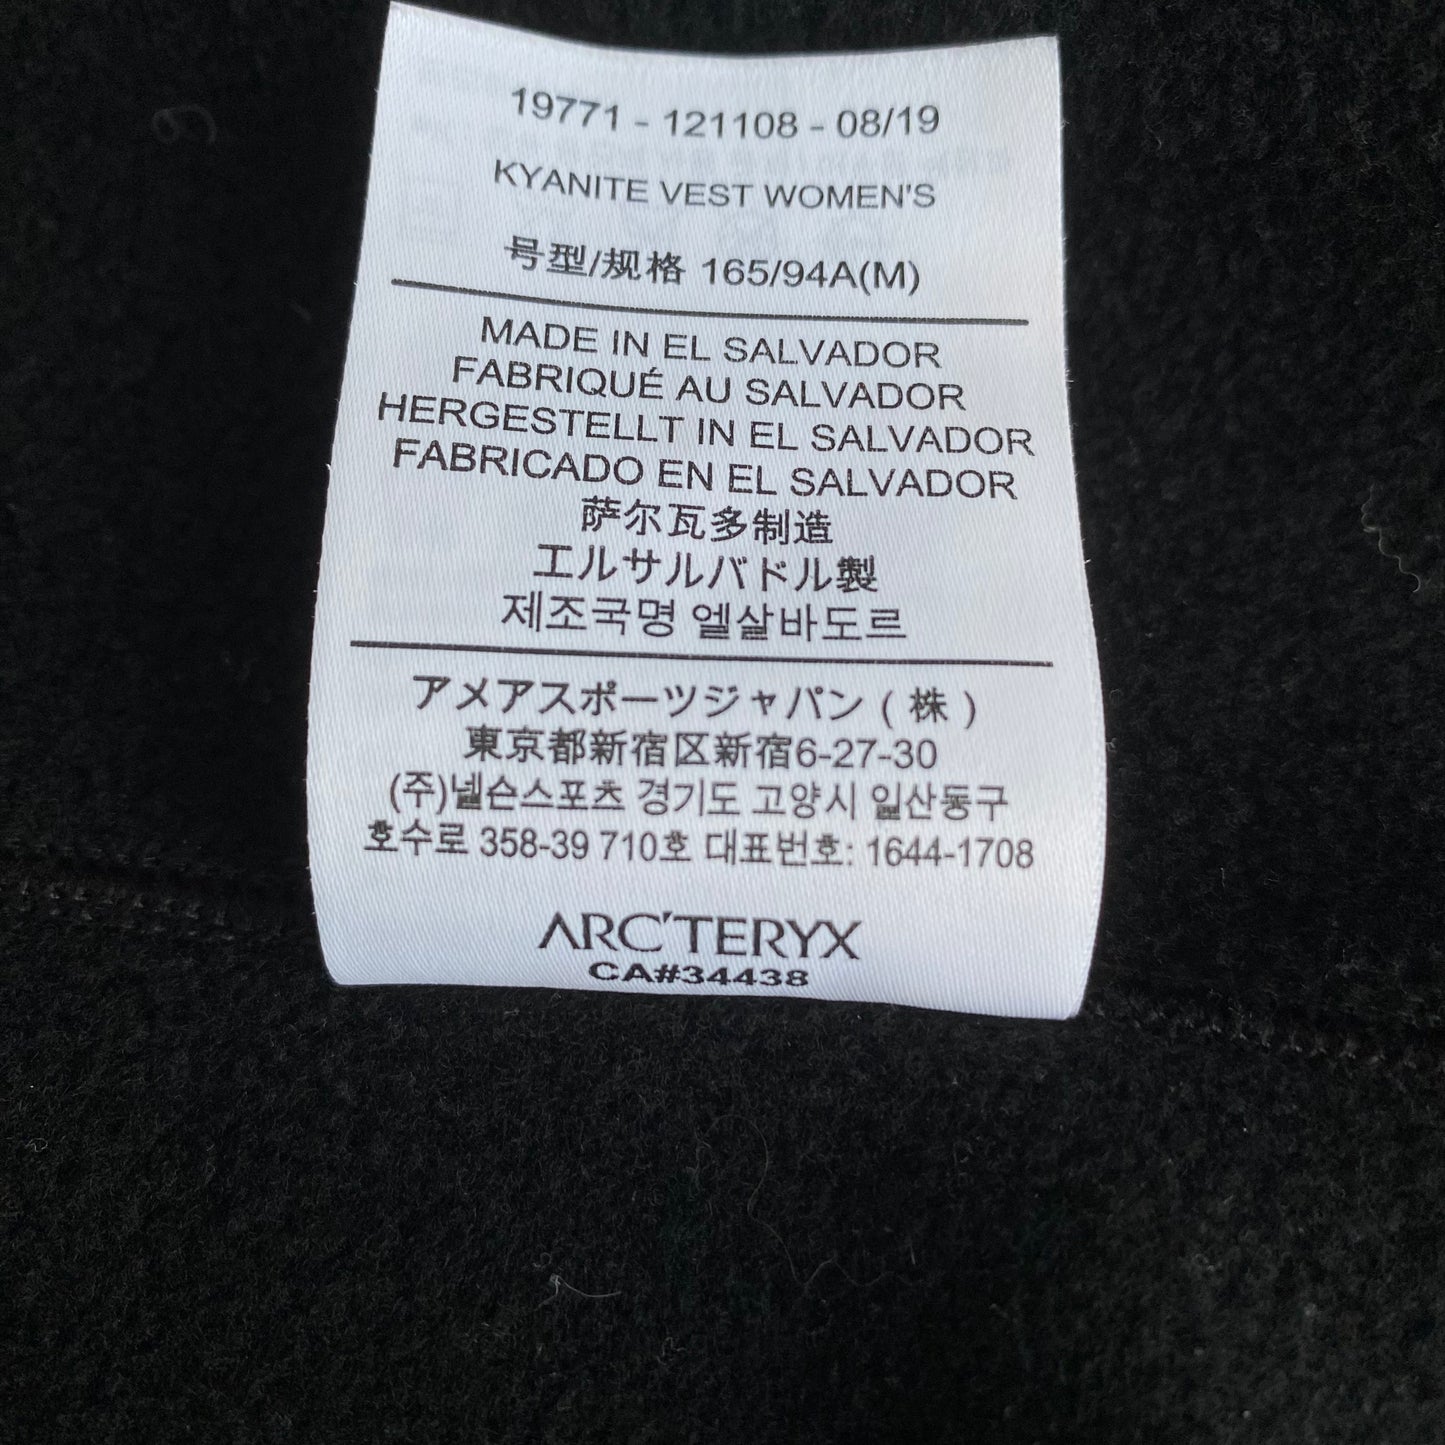 19771 - 121108 - 08/19
KYANITE VEST WOMEN'S
号型/规格 165/94A(M)
MADE IN EL SALVADOR
FABRIQUÉ AU SALVADOR
HERGESTELLT IN EL SALVADOR
FABRICADO EN EL SALVADOR
萨尔瓦多制造
エルサルバドル製
제조국명 엘살바도르
アメアスポーツジャパン ( 株 )
東京都新宿区新宿6-27-30
(주)넬슨스포츠 경기도 고양시 일산동구
호수로 358-39 710호 대표번호: 1644-1708
ARC'TERYX
CA#34438